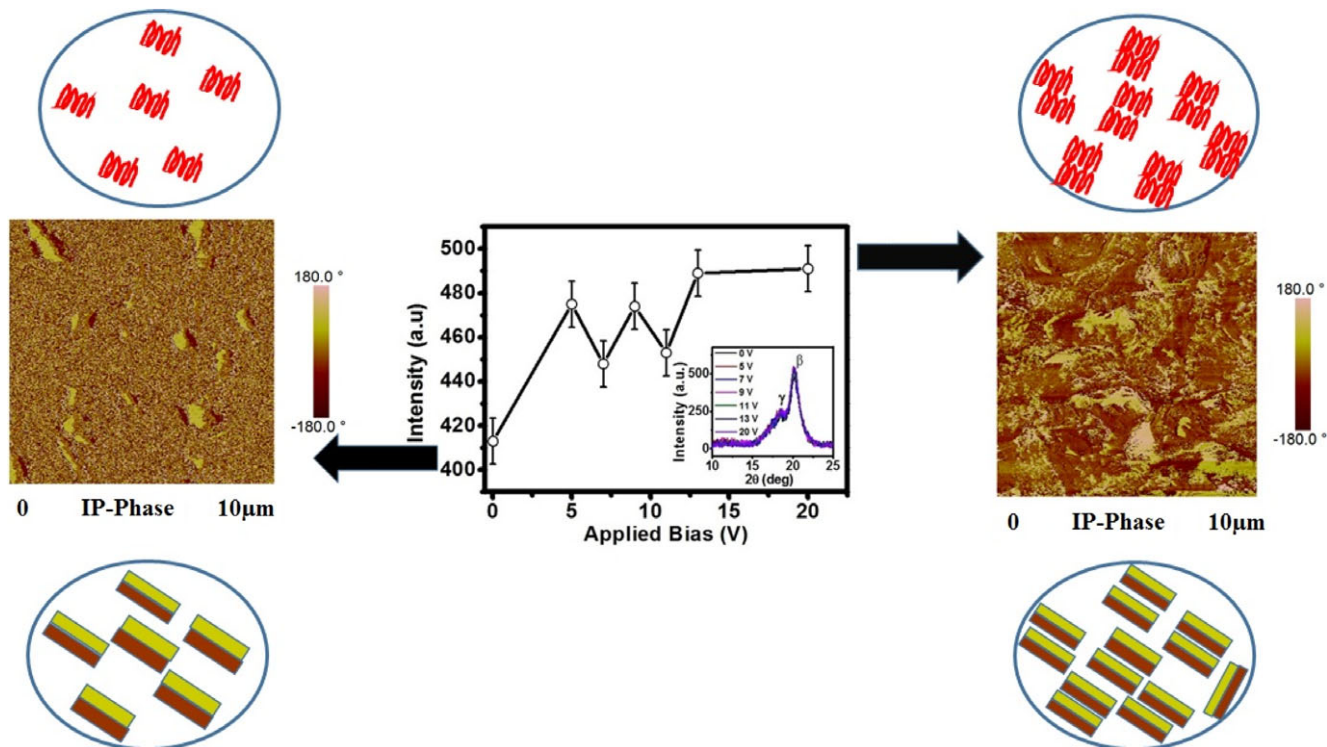 180.0 °
-180.0 °
0 IP-Phase 10µm
500
480
460
440
420
400
Intensity (a.u)
0 5 10 15 20
Applied Bias (V)
0 V
5 V
7 V
9 V
11 V
13 V
20 V
β
γ
500
250
0
Intensity (a.u.)
10 15 20 25
2θ (deg)
180.0 °
-180.0 °
0 IP-Phase 10µm